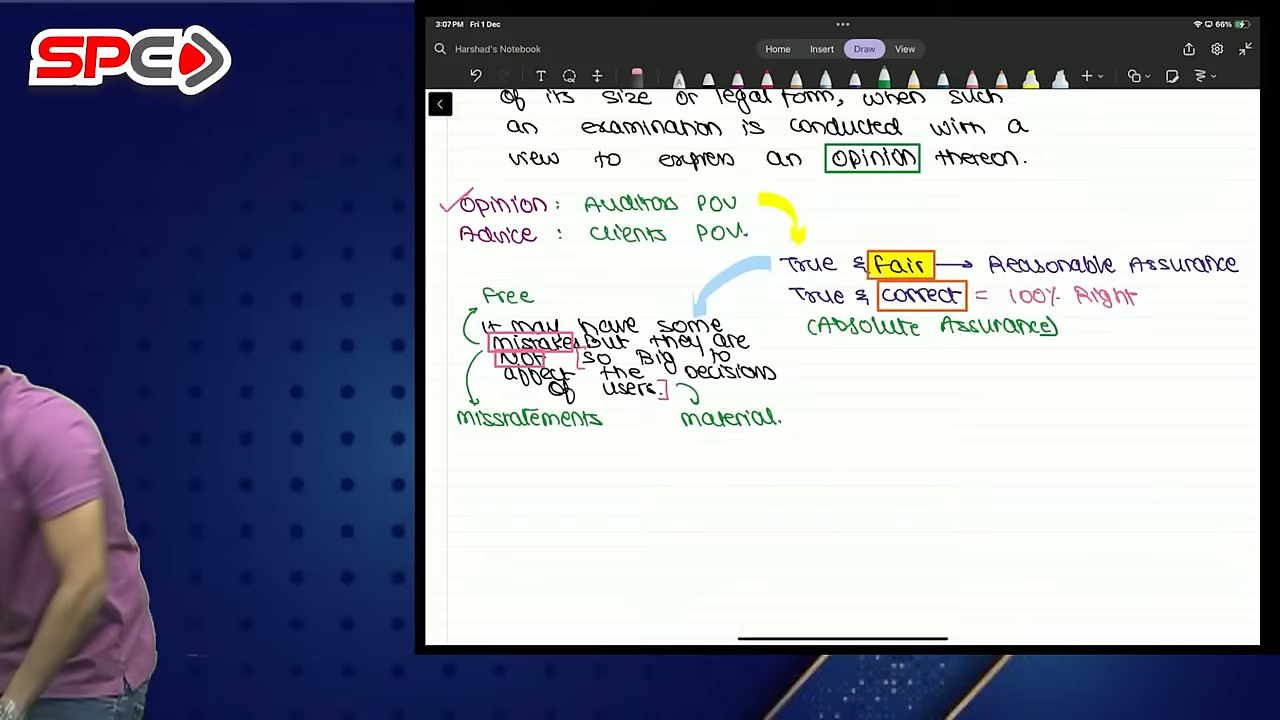 SPC
3:07 PM Fri 1 Dec
66%
Harshad's Notebook
Home Insert Draw View
of its size or legal form, when such
an examination is conducted with a
view to express an opinion thereon.
Opinion : Auditors POV
Advice : Clients POV.
True & fair → Reasonable Assurance
True & correct = 100% Right
(Absolute Assurance)
Free
it may have some
mistakes but they are
NOT [so Big to
affect the Decisions
of users.]
misstatements
material.